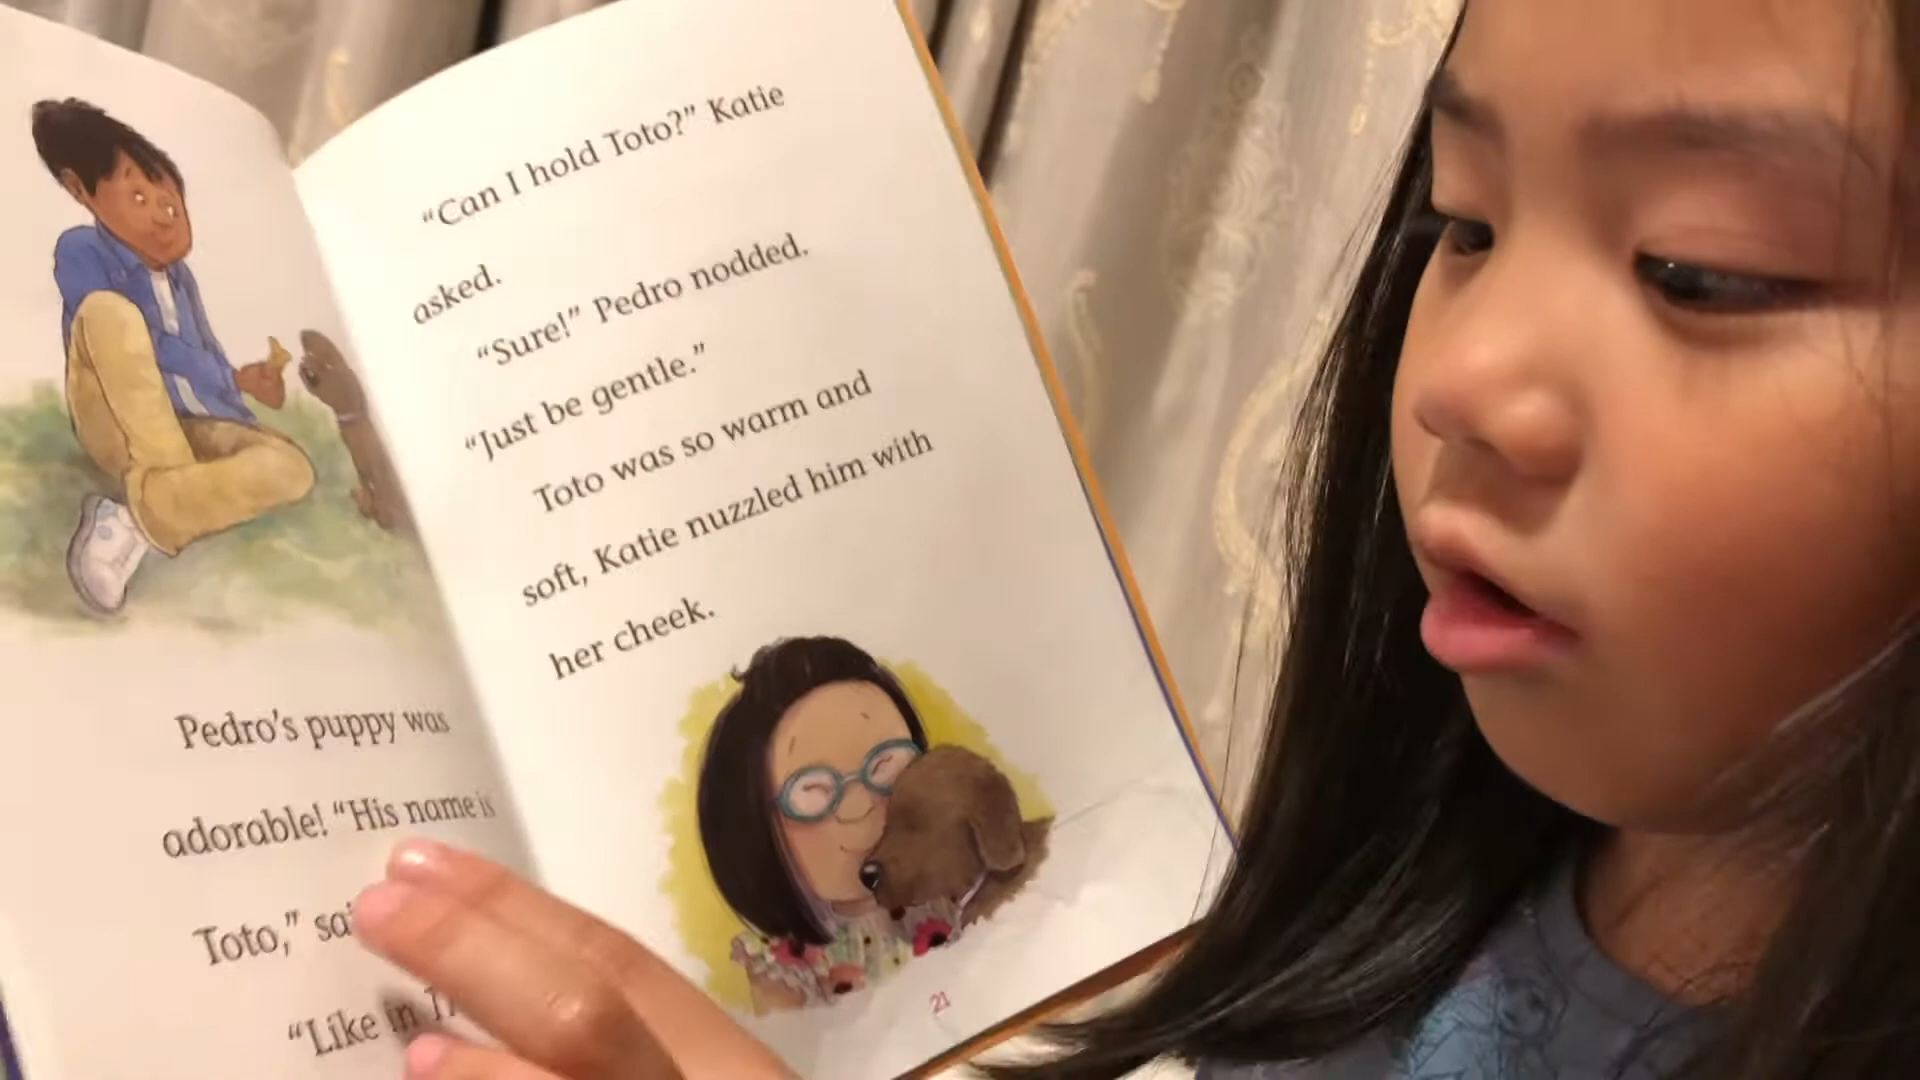 Pedro's puppy was
adorable! "His name is
Toto,"
"Like in
"Can I hold Toto?" Katie
asked.
"Sure!" Pedro nodded.
"Just be gentle."
Toto was so warm and
soft, Katie nuzzled him with
her cheek.
21